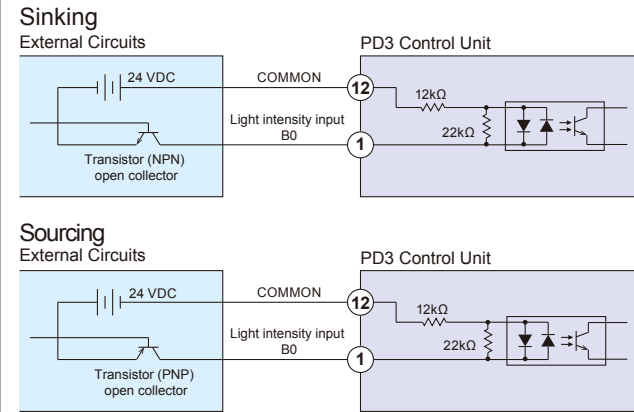 Sinking
External Circuits
PD3 Control Unit
24 VDC
COMMON
12
12kΩ
Light intensity input
B0
22kΩ
1
Transistor (NPN)
open collector
Sourcing
External Circuits
PD3 Control Unit
24 VDC
COMMON
12
12kΩ
Light intensity input
B0
22kΩ
1
Transistor (PNP)
open collector